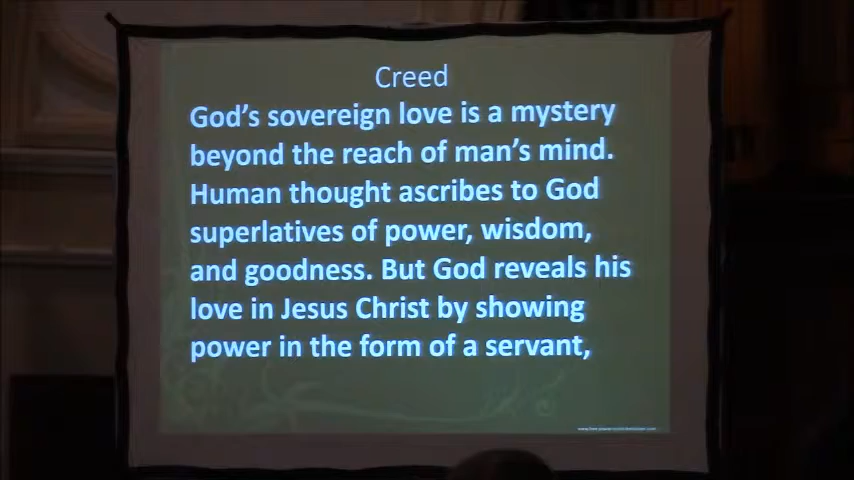 Creed
God's sovereign love is a mystery
beyond the reach of man's mind.
Human thought ascribes to God
superlatives of power, wisdom,
and goodness. But God reveals his
love in Jesus Christ by showing
power in the form of a servant,